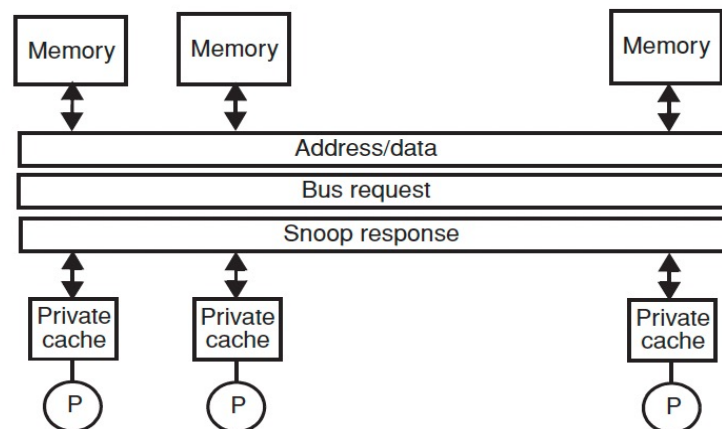 Memory
Memory
Memory
Address/data
Bus request
Snoop response
Private
cache
Private
cache
Private
cache
P
P
P